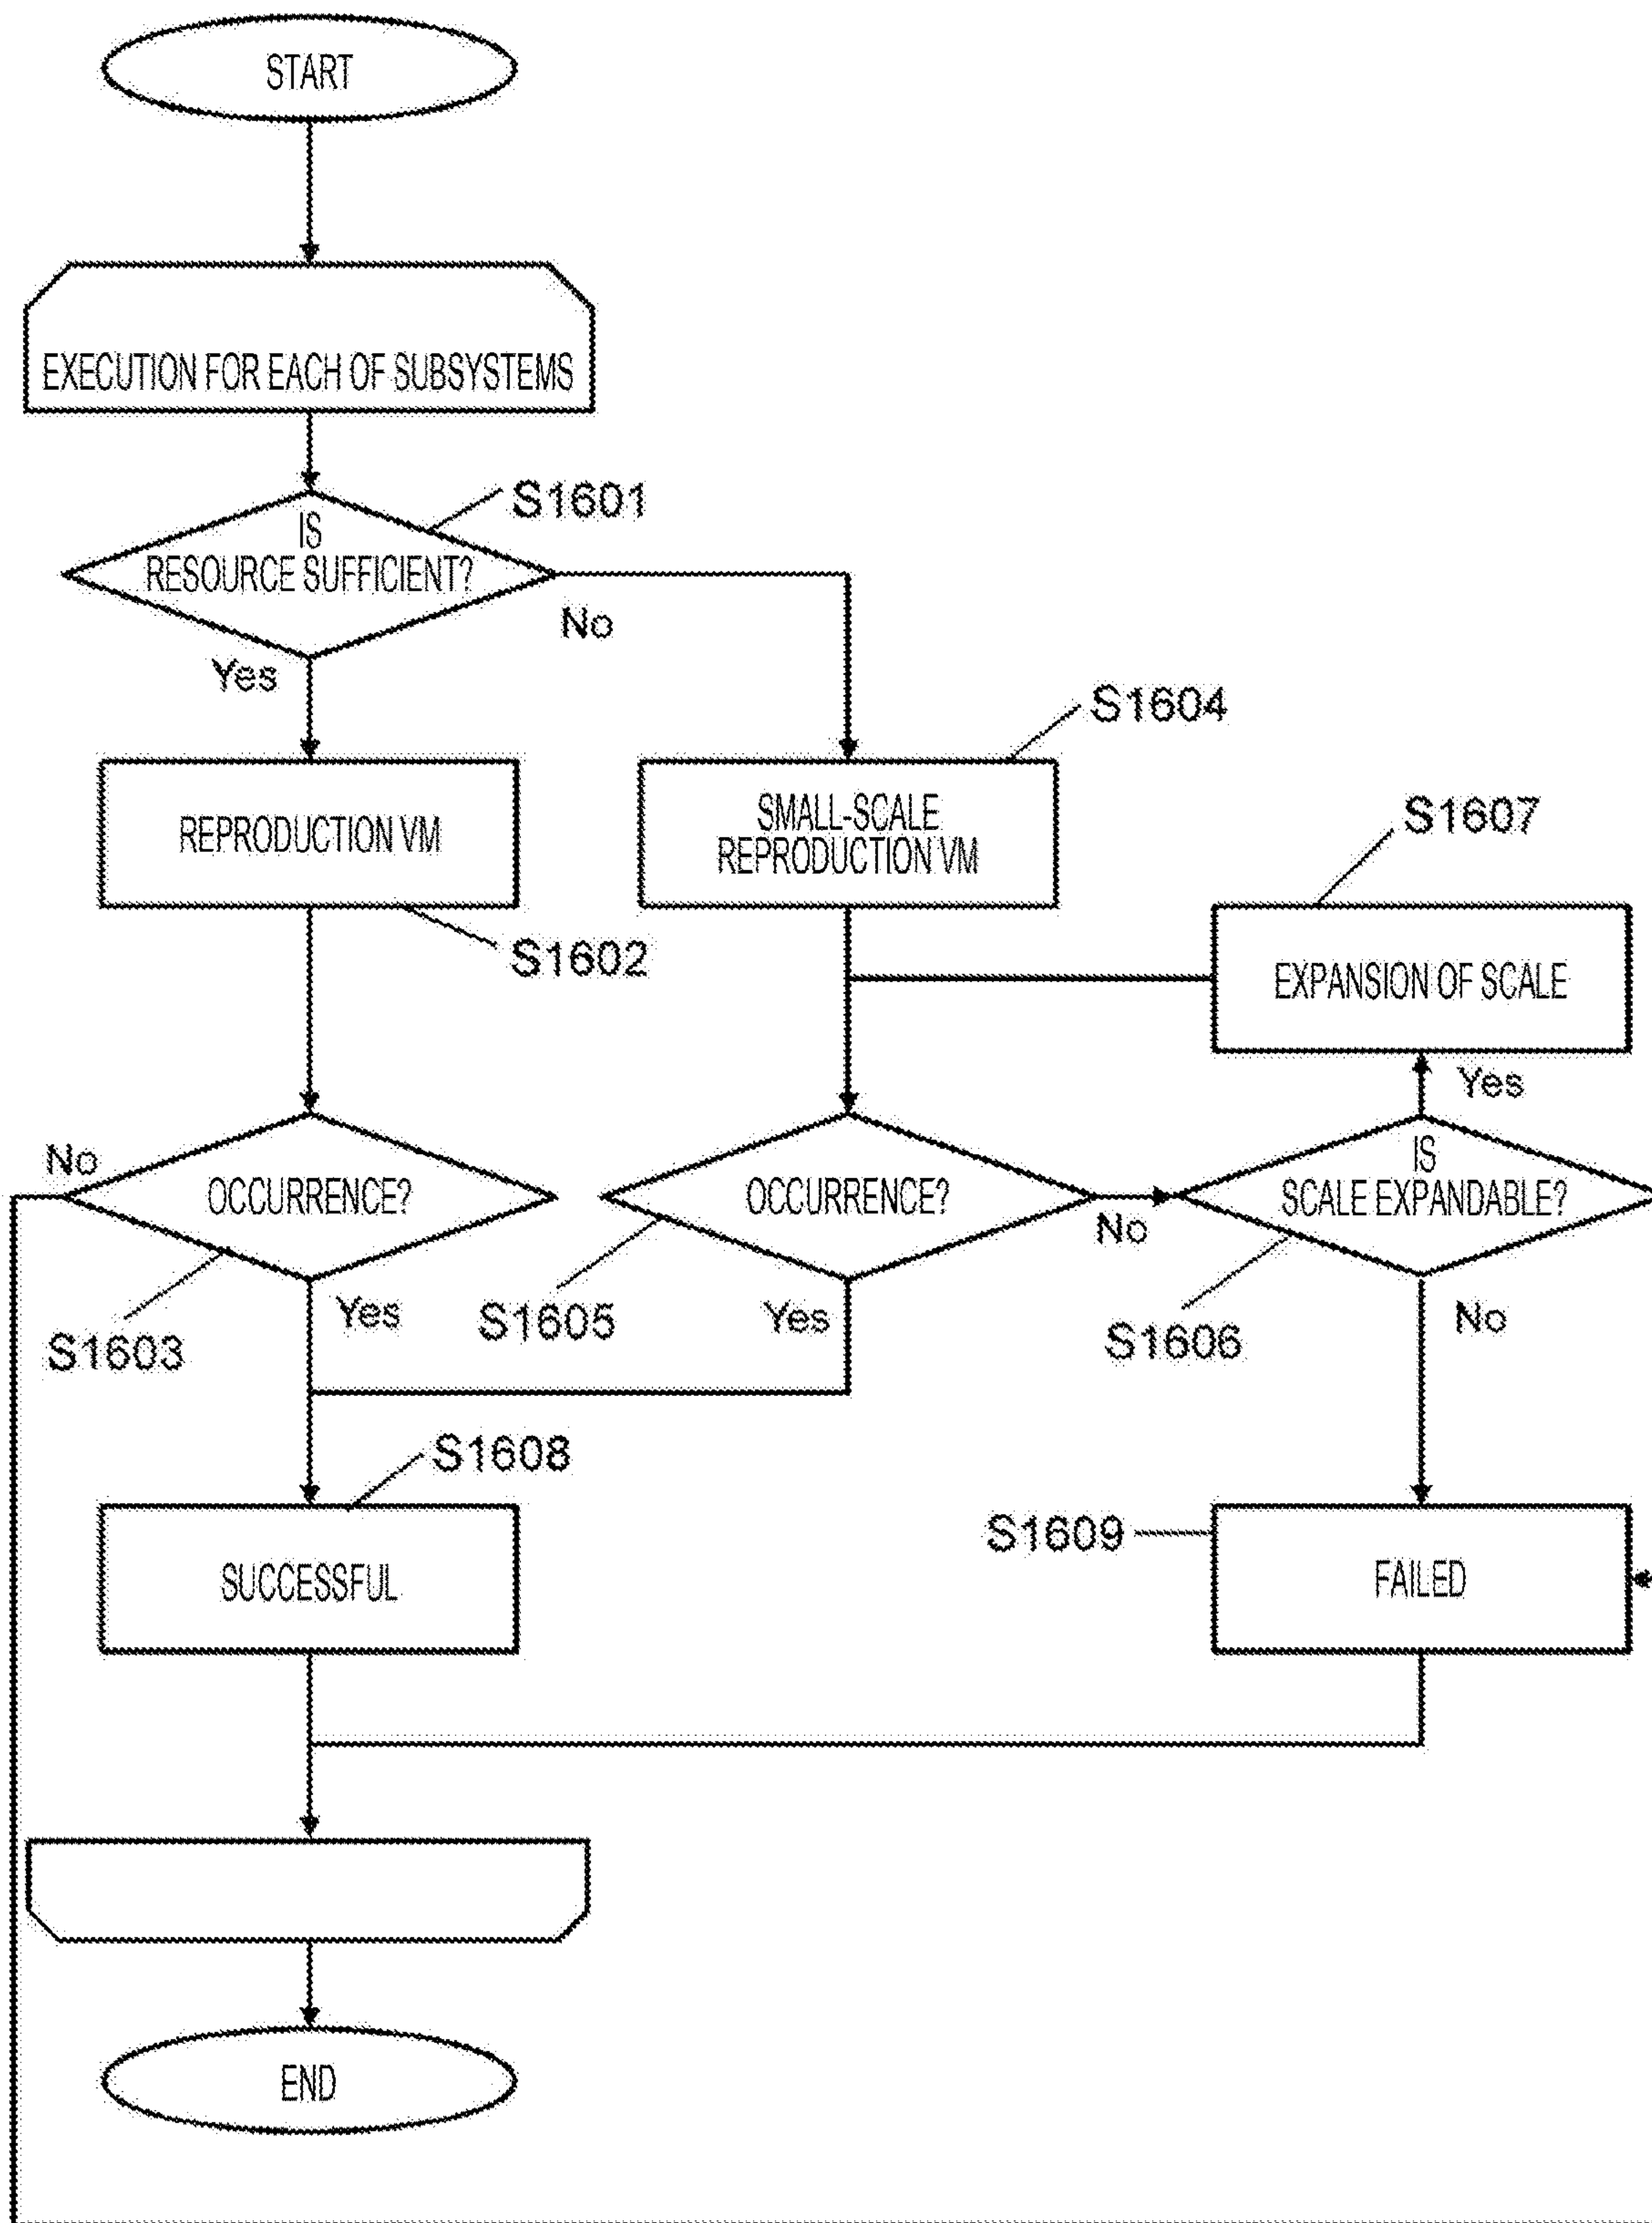 START
EXECUTION FOR EACH OF SUBSYSTEMS
S1601
IS
RESOURCE SUFFICIENT?
No
Yes
S1604
REPRODUCTION VM
SMALL-SCALE
REPRODUCTION VM
S1607
S1602
EXPANSION OF SCALE
Yes
No
OCCURRENCE?
OCCURRENCE?
No
IS
SCALE EXPANDABLE?
S1603
Yes
S1605
Yes
S1606
No
S1608
SUCCESSFUL
S1609
FAILED
END